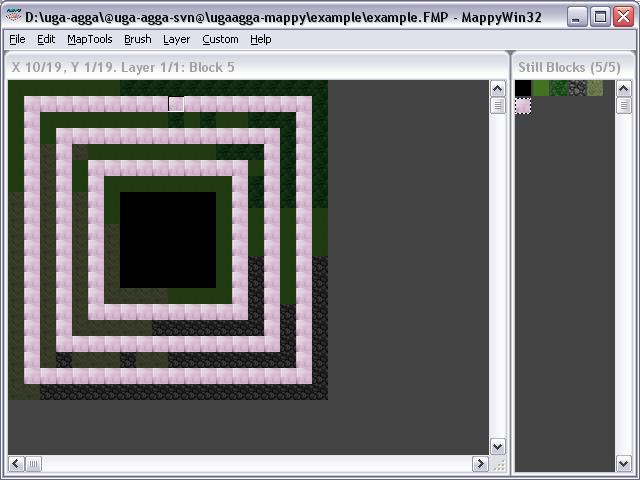 D:\uga-agga\@uga-agga-svn@\ugaagga-mappy\example\example.FMP - MappyWin32
File Edit MapTools Brush Layer Custom Help
X 10/19, Y 1/19. Layer 1/1: Block 5
Still Blocks (5/5)